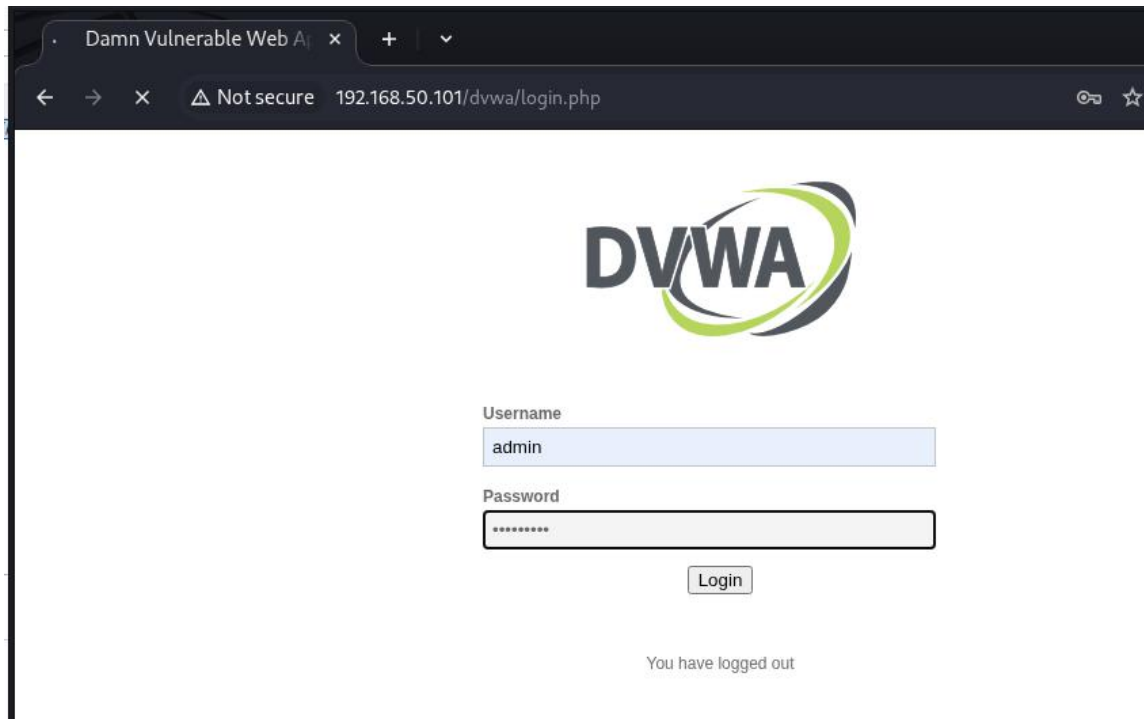 Damn Vulnerable Web Ap
Not secure 192.168.50.101/dvwa/login.php
DVWA
Username
admin
Password
•••••••••
Login
You have logged out